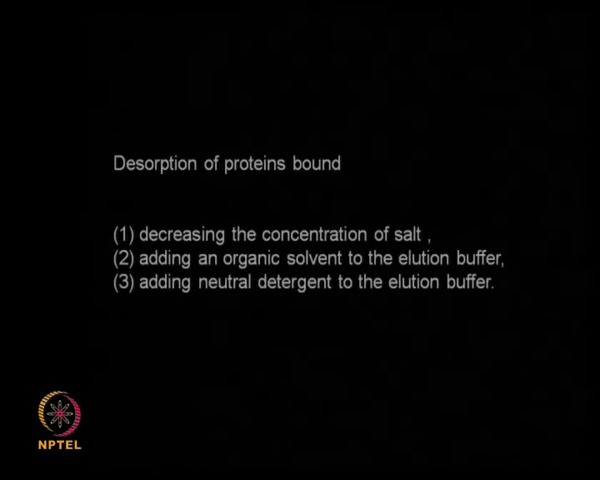 Desorption of proteins bound
(1) decreasing the concentration of salt ,
(2) adding an organic solvent to the elution buffer,
(3) adding neutral detergent to the elution buffer.
NPTEL